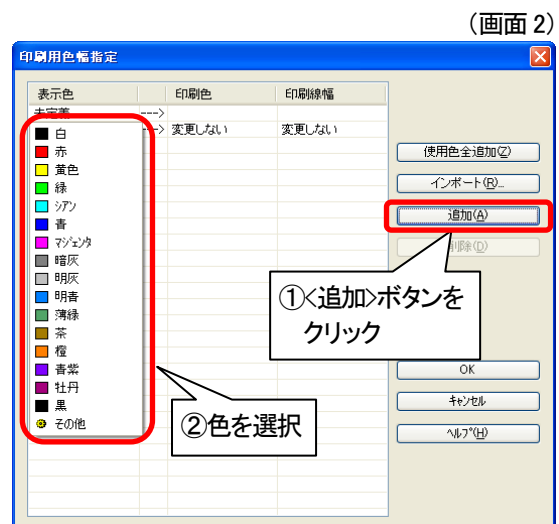 (画面 2)
印刷用色幅指定
表示色 印刷色 印刷線幅
未定義 --->
---> 変更しない 変更しない
白
赤
黄色
緑
シアン
青
マジェンタ
暗灰
明灰
明青
薄緑
茶
橙
青紫
牡丹
黒
その他
使用色全追加(Z)
インポート(R)...
追加(A)
削除(D)
①<追加>ボタンを
クリック
②色を選択
OK
キャンセル
ヘルプ(H)